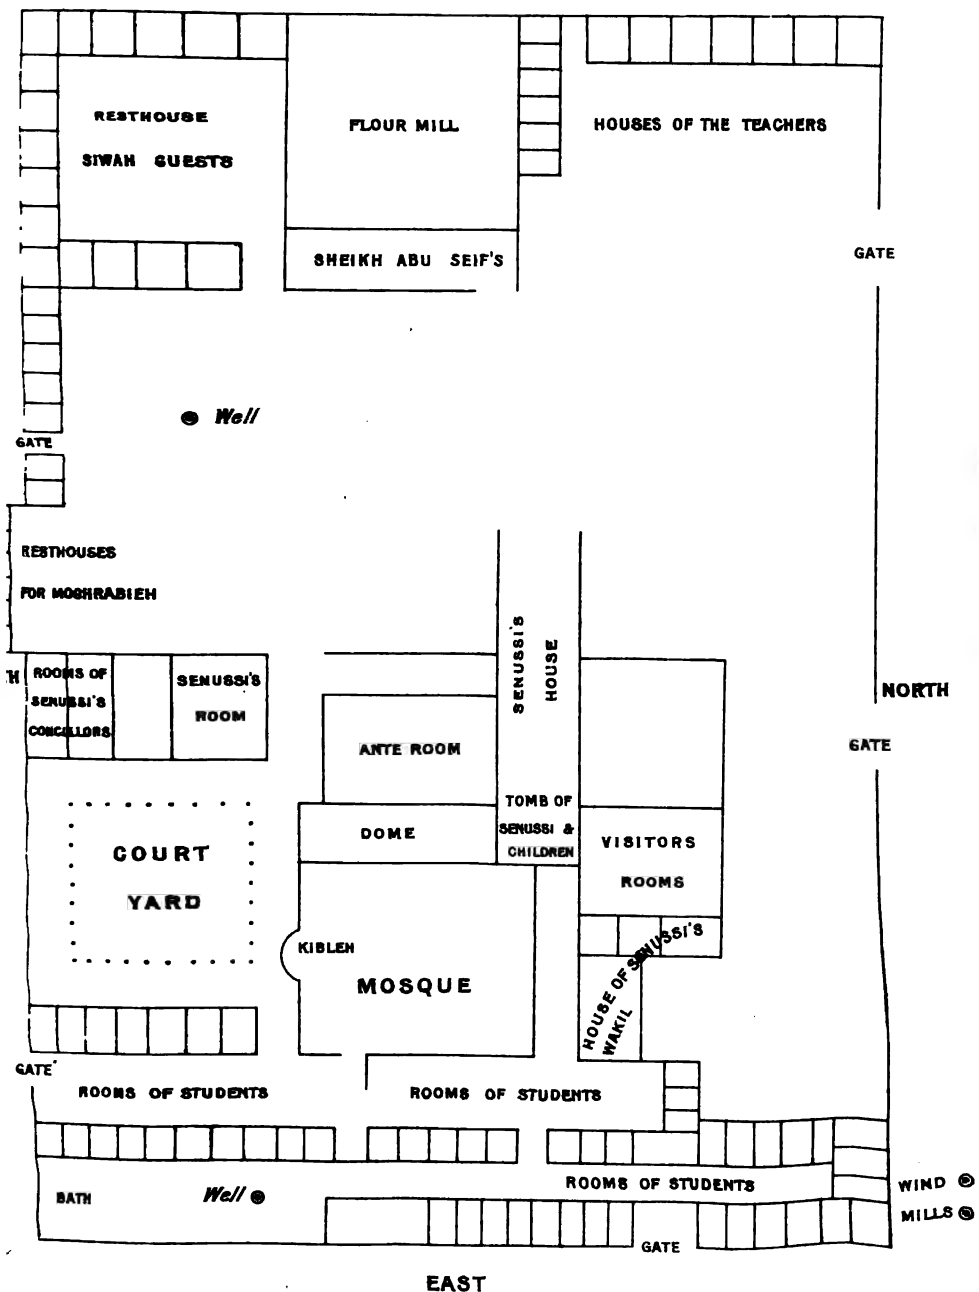 RESTHOUSE
SIWAH GUESTS
FLOUR MILL
HOUSES OF THE TEACHERS
SHEIKH ABU SEIF'S
GATE
Well
GATE
RESTHOUSES
FOR MOGHRABIEH
SENUSSI'S
HOUSE
TH
ROOMS OF
SENUSSI'S
CONCILLORS
SENUSSI'S
ROOM
NORTH
GATE
ANTE ROOM
TOMB OF
SENUSSI &
CHILDREN
DOME
VISITORS
ROOMS
COURT
YARD
KIBLEH
MOSQUE
HOUSE OF SENUSSI'S
WAKIL
GATE
ROOMS OF STUDENTS
ROOMS OF STUDENTS
ROOMS OF STUDENTS
BATH
Well
WIND
MILLS
GATE
EAST